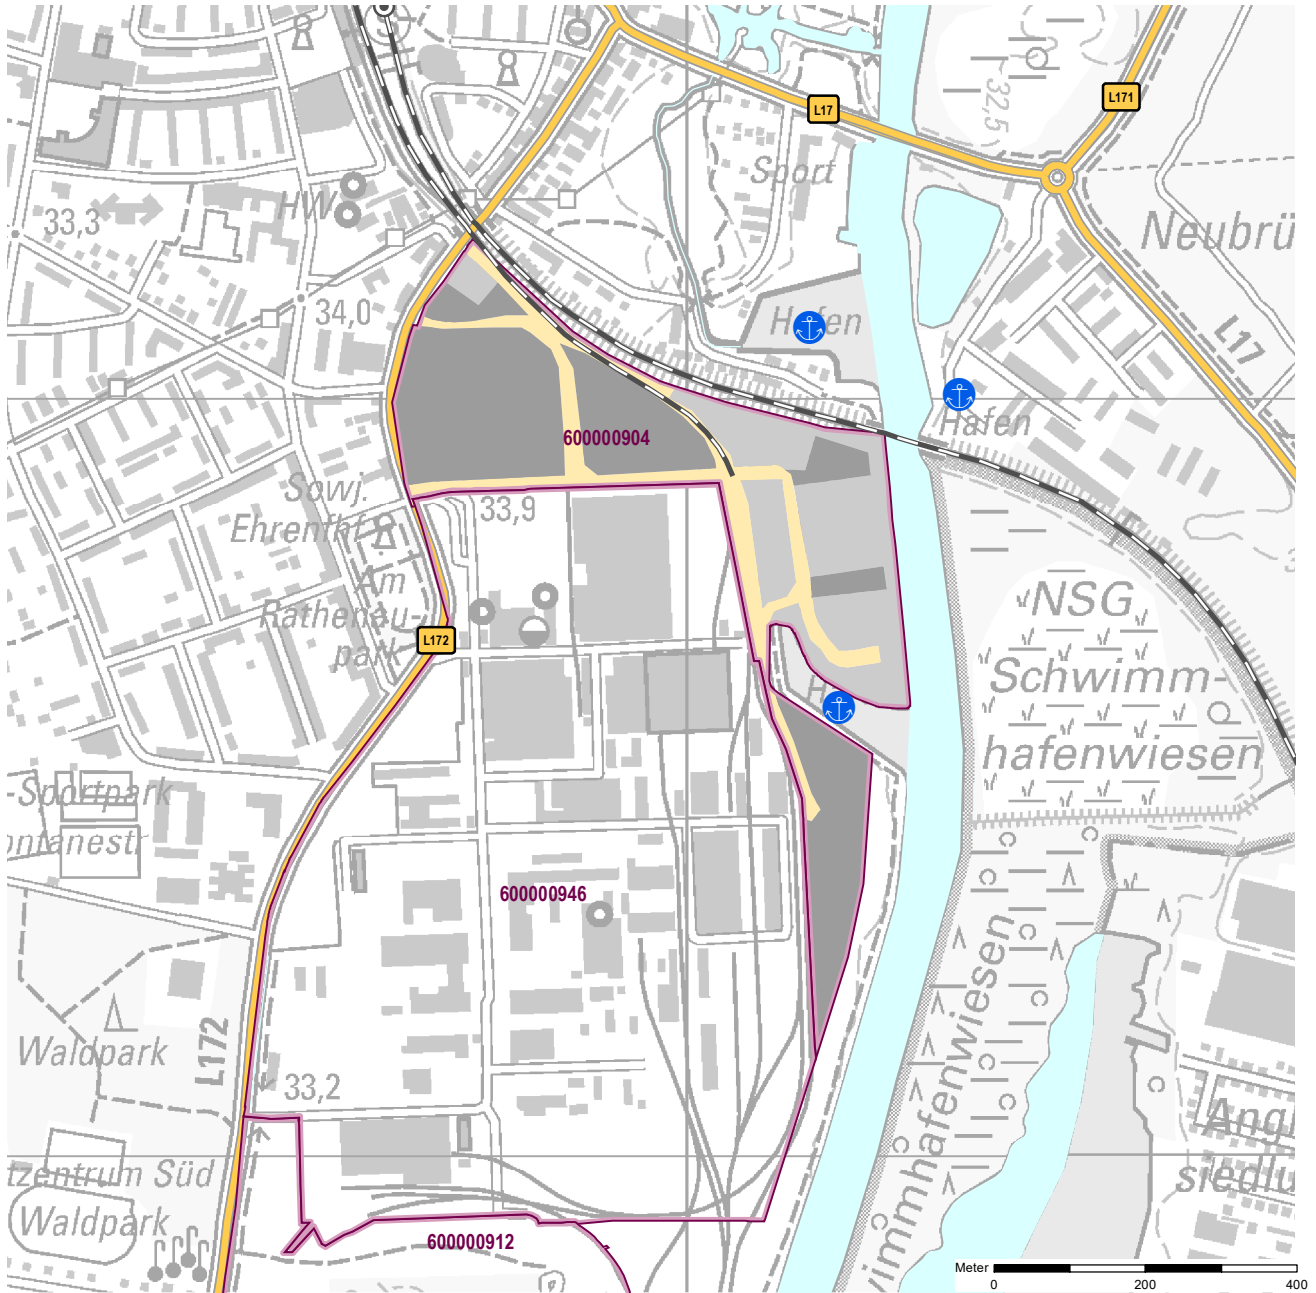 L17
L171
32,5
Sport
HW
33,3
Neubrü
34,0
Hafen
L17
Hafen
600000904
Sowj.
Ehrenfhf
33,9
Am
Rathenau-
park
L172
NSG
Schwimm-
hafenwiesen
-Sportpark
ontanestr.
600000946
L172
Waldpark
33,2
immhafenwiesen
Angl
siedlu
tzentrum Süd
Waldpark
600000912
Meter
0 200 400